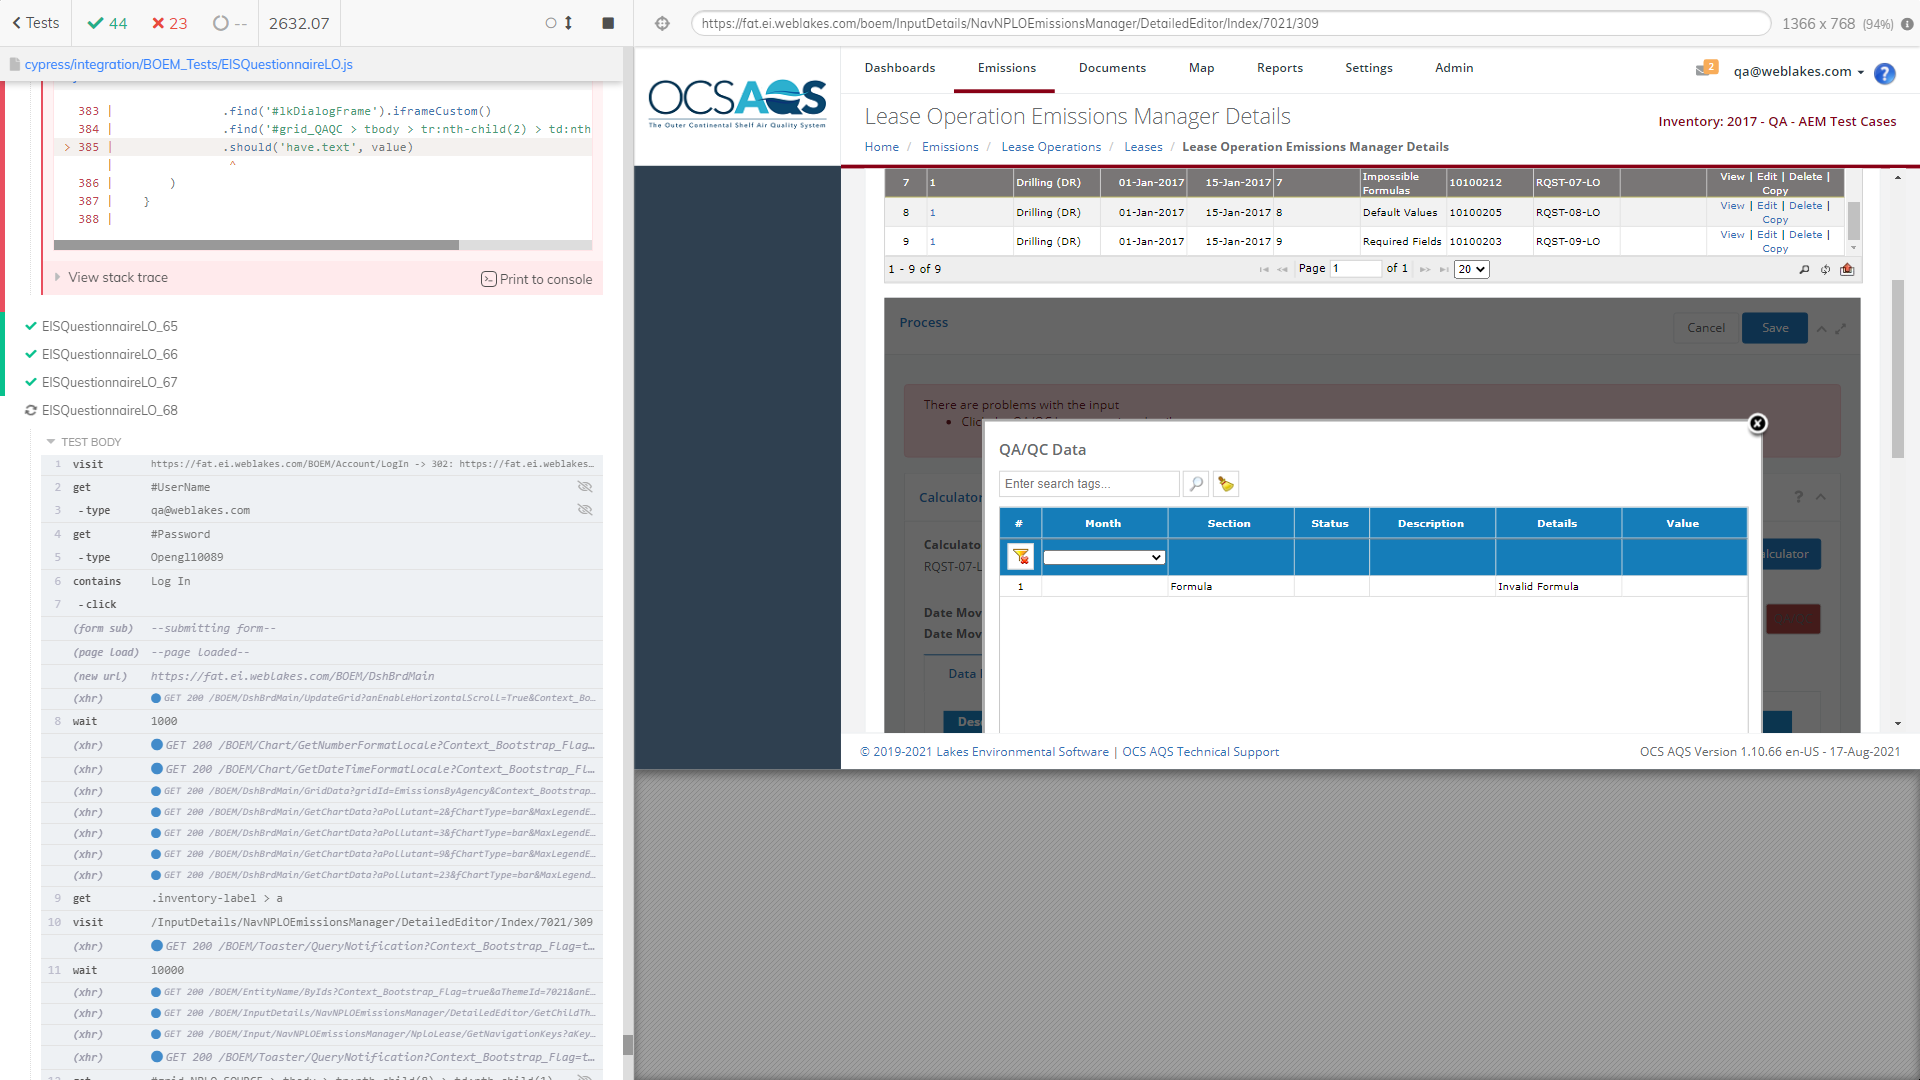 Tests
44
23
--
2632.07
cypress/integration/BOEM_Tests/EISQuestionnaireLO.js
383 | .find('#lkDialogFrame').iframeCustom()
384 | .find('#grid_QAQC > tbody > tr:nth-child(2) > td:nth
> 385 | .should('have.text', value)
| ^
386 | )
387 | }
388 |
View stack trace
Print to console
EISQuestionnaireLO_65
EISQuestionnaireLO_66
EISQuestionnaireLO_67
EISQuestionnaireLO_68
TEST BODY
1 visit https://fat.ei.weblakes.com/BOEM/Account/LogIn -> 302: https://fat.ei.weblakes...
2 get #UserName
3 -type qa@weblakes.com
4 get #Password
5 -type Opengl10089
6 contains Log In
7 -click
(form sub) --submitting form--
(page load) --page loaded--
(new url) https://fat.ei.weblakes.com/BOEM/DshBrdMain
(xhr) GET 200 /BOEM/DshBrdMain/UpdateGrid?anEnableHorizontalScroll=True&Context_Bo...
8 wait 1000
(xhr) GET 200 /BOEM/Chart/GetNumberFormatLocale?Context_Bootstrap_Flag...
(xhr) GET 200 /BOEM/Chart/GetDateTimeFormatLocale?Context_Bootstrap_Fl...
(xhr) GET 200 /BOEM/DshBrdMain/GridData?gridId=EmissionsByAgency&Context_Bootstrap...
(xhr) GET 200 /BOEM/DshBrdMain/GetChartData?aPollutant=2&fChartType=bar&MaxLegendE...
(xhr) GET 200 /BOEM/DshBrdMain/GetChartData?aPollutant=3&fChartType=bar&MaxLegendE...
(xhr) GET 200 /BOEM/DshBrdMain/GetChartData?aPollutant=9&fChartType=bar&MaxLegendE...
(xhr) GET 200 /BOEM/DshBrdMain/GetChartData?aPollutant=23&fChartType=bar&MaxLegend...
9 get .inventory-label > a
10 visit /InputDetails/NavNPLOEmissionsManager/DetailedEditor/Index/7021/309
(xhr) GET 200 /BOEM/Toaster/QueryNotification?Context_Bootstrap_Flag=t...
11 wait 10000
(xhr) GET 200 /BOEM/EntityName/ByIds?Context_Bootstrap_Flag=true&aThemeId=7021&anE...
(xhr) GET 200 /BOEM/InputDetails/NavNPLOEmissionsManager/DetailedEditor/GetChildTh...
(xhr) GET 200 /BOEM/Input/NavNPLOEmissionsManager/NploLease/GetNavigationKeys?aKey...
(xhr) GET 200 /BOEM/Toaster/QueryNotification?Context_Bootstrap_Flag=t...
12 get #grid_NPLO_SOURCE > tbody > tr:nth-child(8) > td:nth-child(1)
https://fat.ei.weblakes.com/boem/InputDetails/NavNPLOEmissionsManager/DetailedEditor/Index/7021/309
1366 x 768 (94%)
OCSAQS
The Outer Continental Shelf Air Quality System
Dashboards Emissions Documents Map Reports Settings Admin
2
qa@weblakes.com
?
Lease Operation Emissions Manager Details
Inventory: 2017 - QA - AEM Test Cases
Home / Emissions / Lease Operations / Leases / Lease Operation Emissions Manager Details
7 1 Drilling (DR) 01-Jan-2017 15-Jan-2017 7 Impossible Formulas 10100212 RQST-07-LO View | Edit | Delete | Copy
8 1 Drilling (DR) 01-Jan-2017 15-Jan-2017 8 Default Values 10100205 RQST-08-LO View | Edit | Delete | Copy
9 1 Drilling (DR) 01-Jan-2017 15-Jan-2017 9 Required Fields 10100203 RQST-09-LO View | Edit | Delete | Copy
1 - 9 of 9
Page 1 of 1
20
Process
Cancel
Save
There are problems with the input
QA/QC Data
Enter search tags...
# Month Section Status Description Details Value
1 Formula Invalid Formula
Calculator
?
Calculato
RQST-07-L
lculator
Date Mov
Date Mov
Data
Des
© 2019-2021 Lakes Environmental Software | OCS AQS Technical Support
OCS AQS Version 1.10.66 en-US - 17-Aug-2021